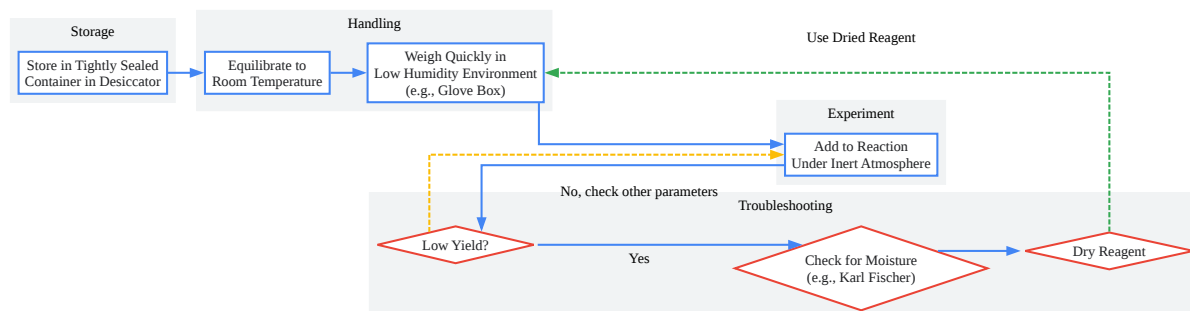 Storage
Store in Tightly Sealed
Container in Desiccator
Handling
Equilibrate to
Room Temperature
Weigh Quickly in
Low Humidity Environment
(e.g., Glove Box)
Use Dried Reagent
Experiment
Add to Reaction
Under Inert Atmosphere
No, check other parameters
Troubleshooting
Low Yield?
Yes
Check for Moisture
(e.g., Karl Fischer)
Dry Reagent